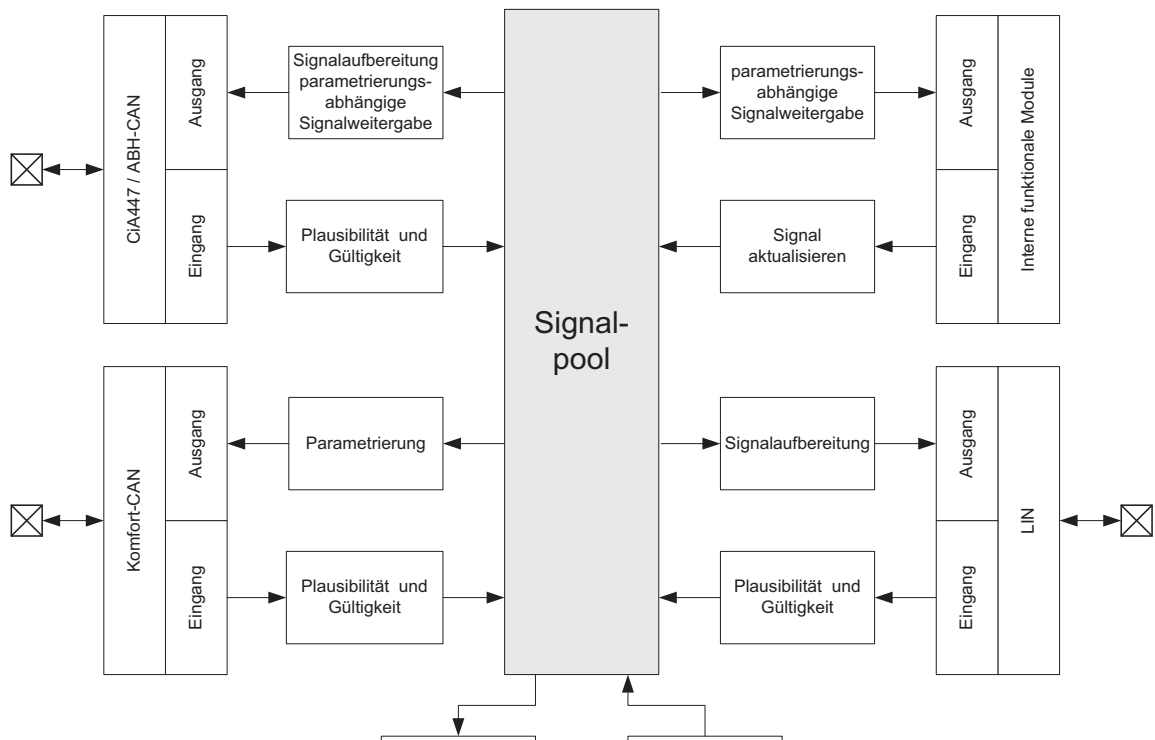 CiA447 / ABH-CAN
Ausgang
Eingang
Signalaufbereitung
parametrierungs-
abhängige
Signalweitergabe
Plausibilität und
Gültigkeit
Signal-
pool
parametrierungs-
abhängige
Signalweitergabe
Signal
aktualisieren
Ausgang
Eingang
Interne funktionale Module
Komfort-CAN
Ausgang
Eingang
Parametrierung
Plausibilität und
Gültigkeit
Signalaufbereitung
Plausibilität und
Gültigkeit
Ausgang
Eingang
LIN